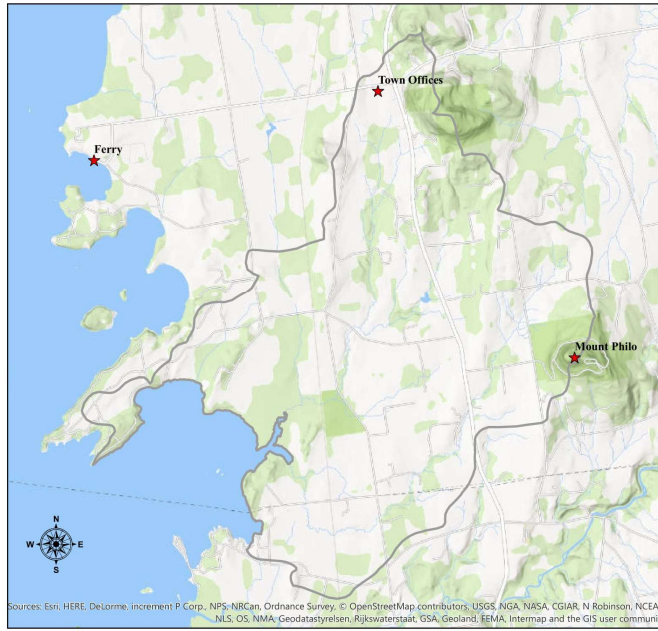 Town Offices
Ferry
Mount Philo
N
W E
S
Sources: Esri, HERE, DeLorme, increment P Corp., NPS, NRCan, Ordnance Survey, © OpenStreetMap contributors, USGS, NGA, NASA, CGIAR, N Robinson, NCEA
NLS, OS, NMA, Geodatastyrelsen, Rijkswaterstaat, GSA, Geoland, FEMA, Intermap and the GIS user communi